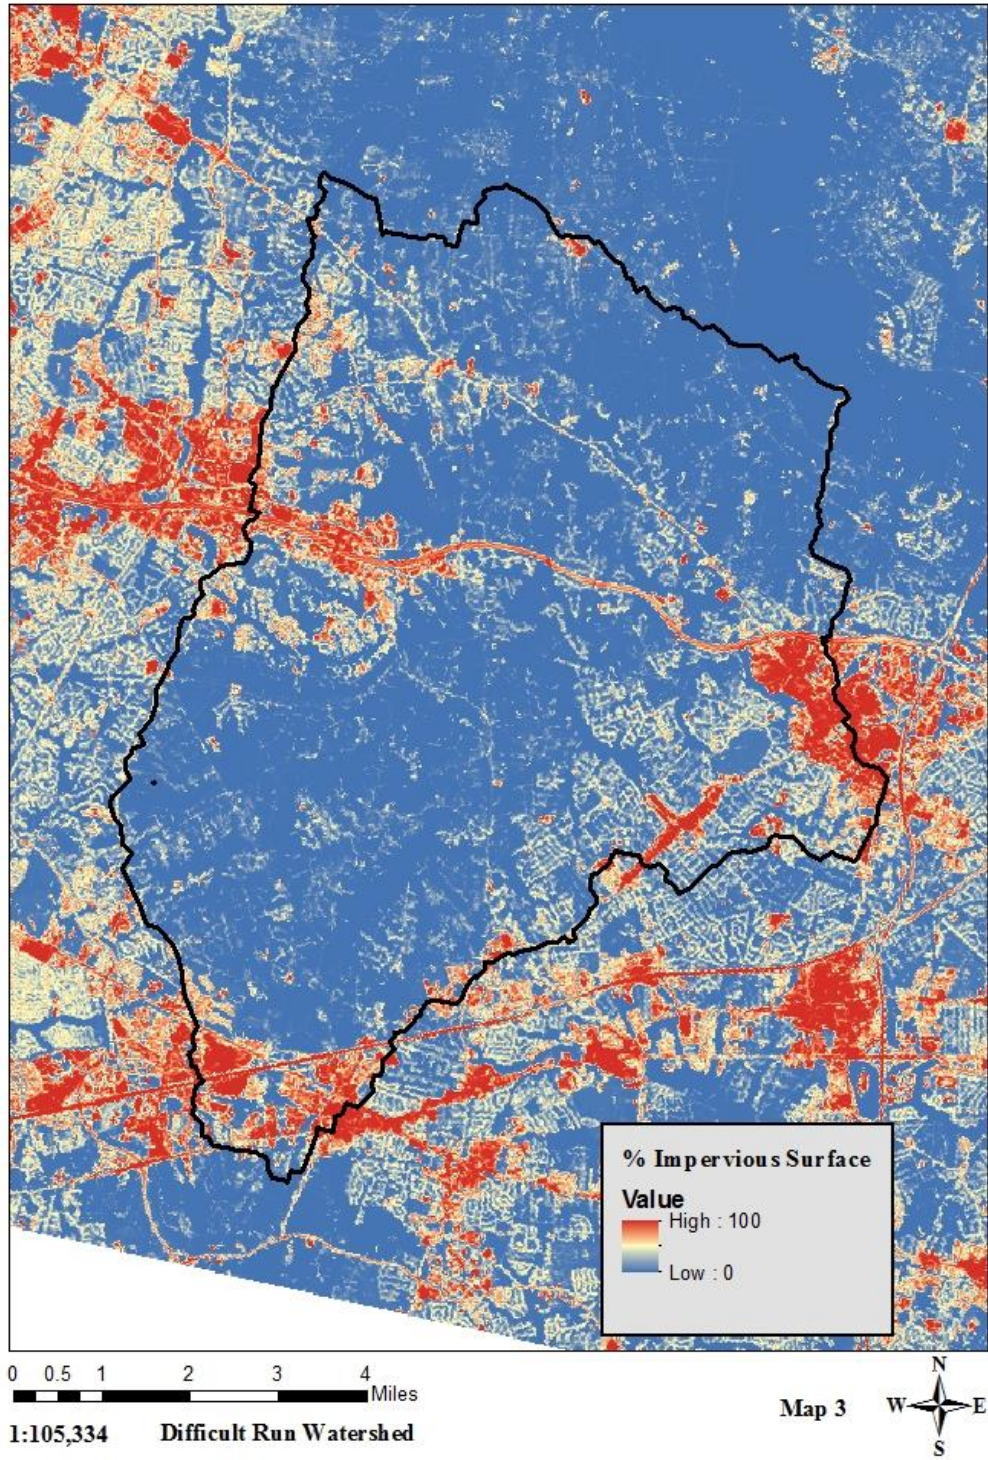 % Impervious Surface
Value
High : 100
Low : 0
0 0.5 1 2 3 4
Miles
1:105,334 Difficult Run Watershed
Map 3
N
W E
S